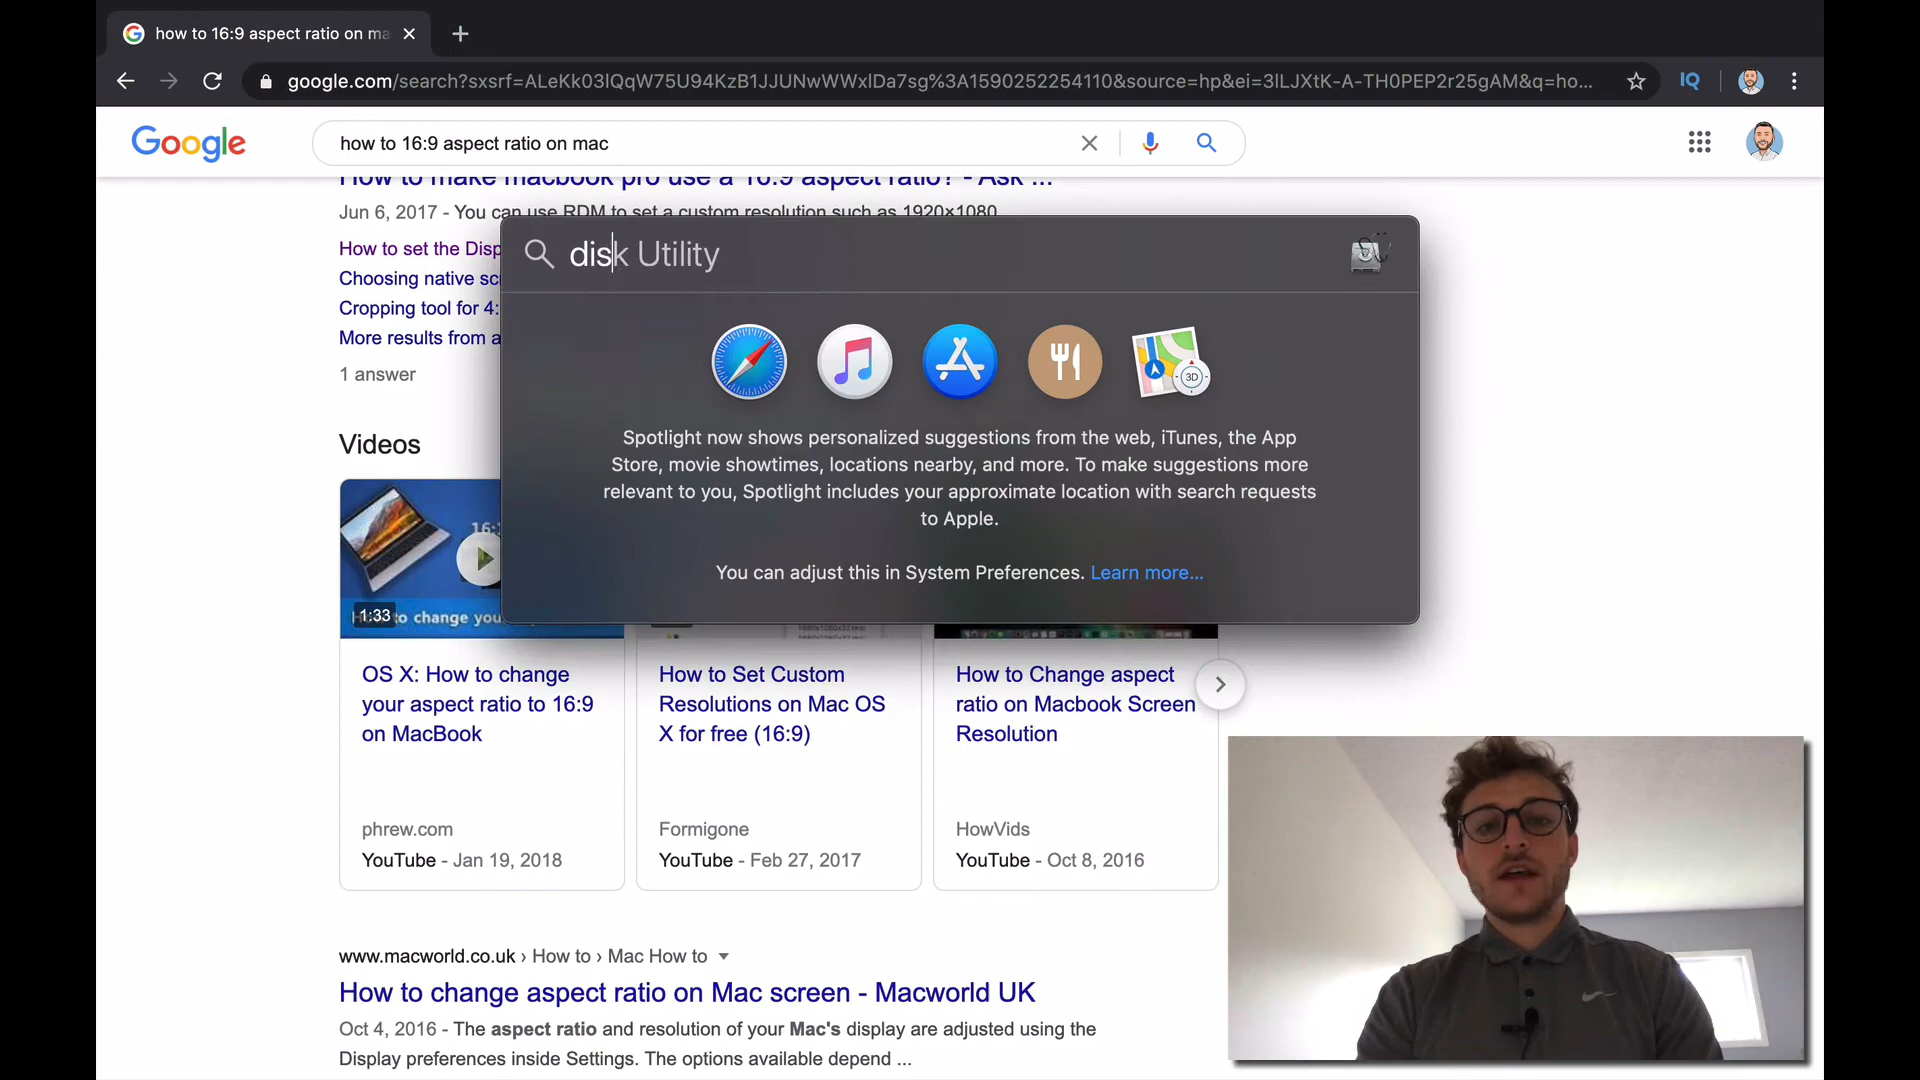 how to 16:9 aspect ratio on ma
google.com/search?sxsrf=ALeKk03lQqW75U94KzB1JJUNwWWxlDa7sg%3A1590252254110&source=hp&ei=3lLJXtK-A-TH0PEP2r25gAM&q=ho...
IQ
Google
how to 16:9 aspect ratio on mac
How to make macbook pro use a 16:9 aspect ratio? - Ask ...
Jun 6, 2017 - You can use RDM to set a custom resolution such as 1920×1080
How to set the Disp
Choosing native sc
Cropping tool for 4:
More results from a
1 answer
disk Utility
3D
Spotlight now shows personalized suggestions from the web, iTunes, the App
Store, movie showtimes, locations nearby, and more. To make suggestions more
relevant to you, Spotlight includes your approximate location with search requests
to Apple.
You can adjust this in System Preferences. Learn more...
Videos
16:
1:33
to change you
OS X: How to change
your aspect ratio to 16:9
on MacBook
phrew.com
YouTube - Jan 19, 2018
How to Set Custom
Resolutions on Mac OS
X for free (16:9)
Formigone
YouTube - Feb 27, 2017
How to Change aspect
ratio on Macbook Screen
Resolution
HowVids
YouTube - Oct 8, 2016
www.macworld.co.uk › How to › Mac How to
How to change aspect ratio on Mac screen - Macworld UK
Oct 4, 2016 - The aspect ratio and resolution of your Mac's display are adjusted using the
Display preferences inside Settings. The options available depend ...